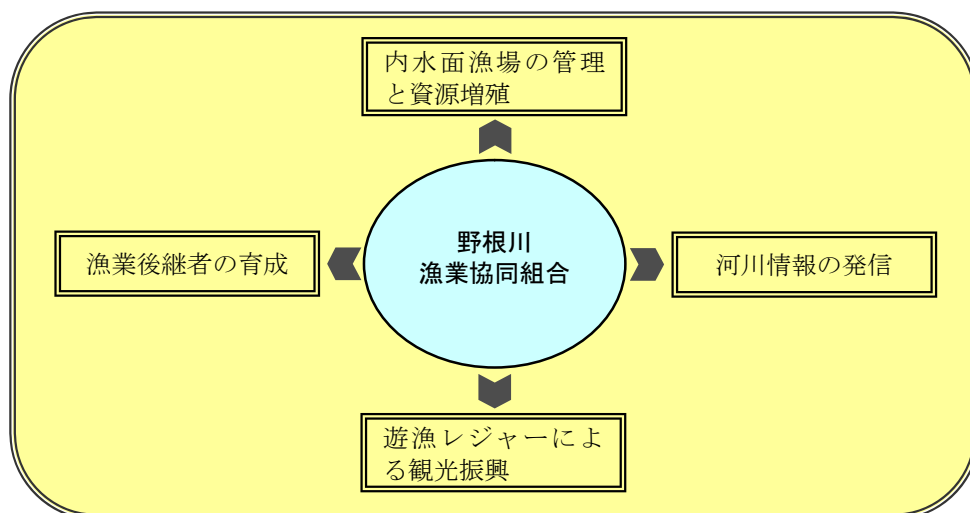 内水面漁場の管理
と資源増殖
野根川
漁業協同組合
漁業後継者の育成
河川情報の発信
遊漁レジャーによ
る観光振興